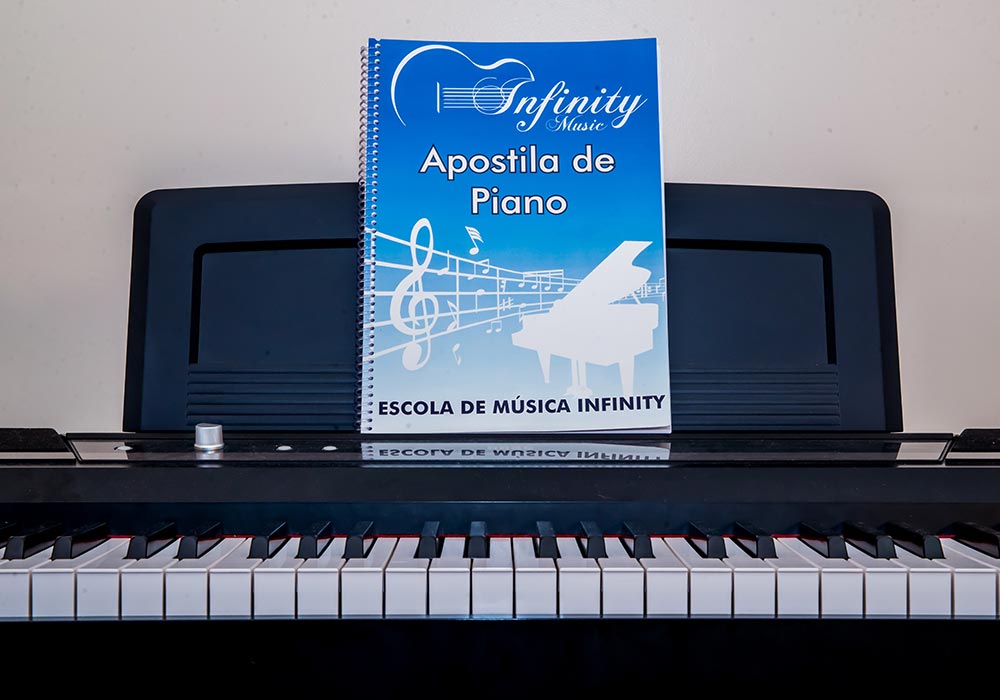 Infinity
Music
Apostila de
Piano
ESCOLA DE MÚSICA INFINITY